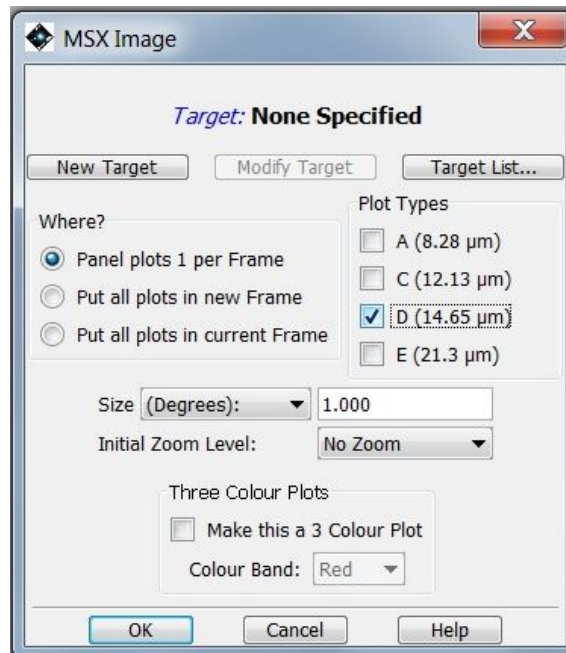 MSX Image
X
Target: None Specified
New Target Modify Target Target List...
Where?
Panel plots 1 per Frame
Put all plots in new Frame
Put all plots in current Frame
Plot Types
A (8.28 µm)
C (12.13 µm)
D (14.65 µm)
E (21.3 µm)
Size (Degrees): 1.000
Initial Zoom Level: No Zoom
Three Colour Plots
Make this a 3 Colour Plot
Colour Band: Red
OK Cancel Help